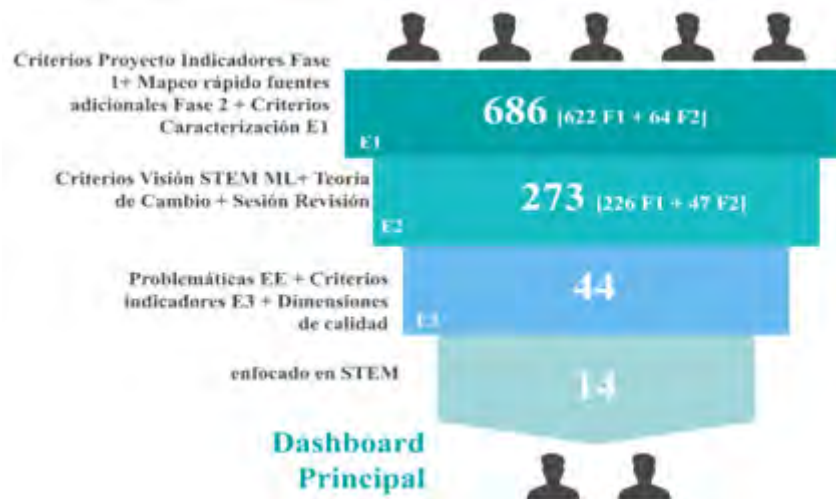 Criterios Proyecto Indicadores Fase
1+ Mapeo rápido fuentes
adicionales Fase 2 + Criterios
Caracterización E1
686 [622 F1 + 64 F2]
E1
Criterios Visión STEM ML+ Teoría
de Cambio + Sesión Revisión
273 [226 F1 + 47 F2]
E2
Problemáticas EE + Criterios
indicadores E3 + Dimensiones
de calidad
44
E3
enfocado en STEM
14
Dashboard
Principal